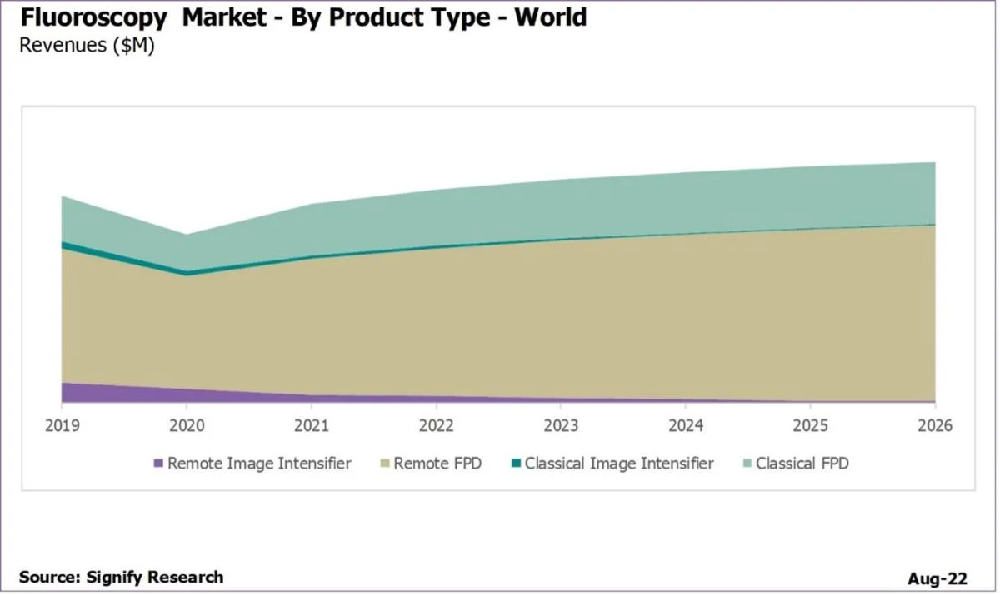 Fluoroscopy  Market - By Product Type - World
Revenues ($M)
2019 2020 2021 2022 2023 2024 2025 2026
Remote Image Intensifier Remote FPD Classical Image Intensifier Classical FPD
Source: Signify Research Aug-22